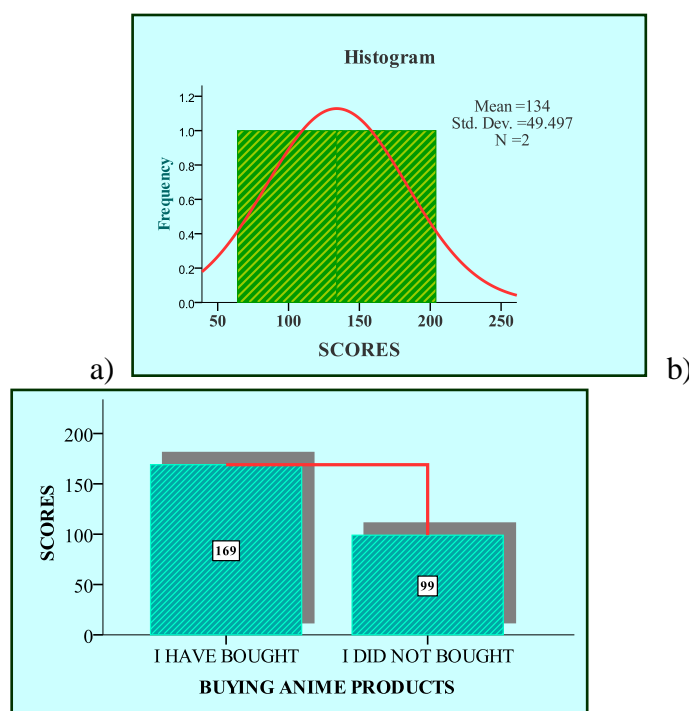 Histogram
Mean =134
Std. Dev. =49.497
N =2
Frequency
1.2
1.0
0.8
0.6
0.4
0.2
0.0
50 100 150 200 250
SCORES
a)
b)
SCORES
200
150
100
50
0
169
99
I HAVE BOUGHT I DID NOT BOUGHT
BUYING ANIME PRODUCTS